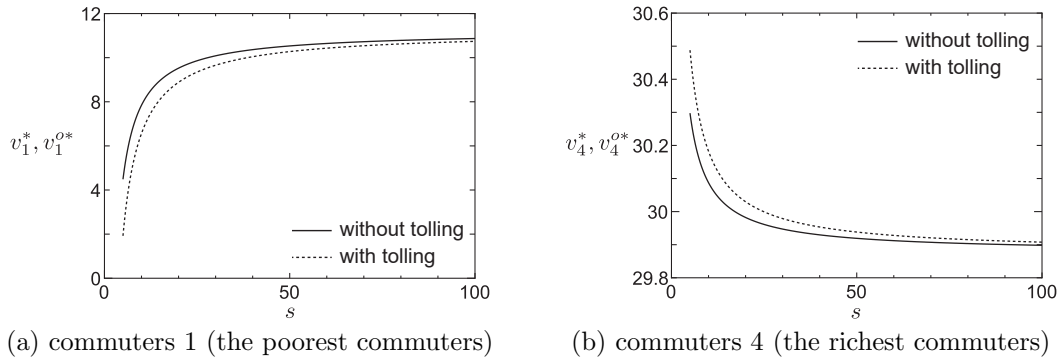 12
8
4
0
v_1^*, v_1^{o*}
without tolling
with tolling
0 50 100
s
(a) commuters 1 (the poorest commuters)
30.6
30.4
30.2
30
29.8
v_4^*, v_4^{o*}
without tolling
with tolling
0 50 100
s
(b) commuters 4 (the richest commuters)